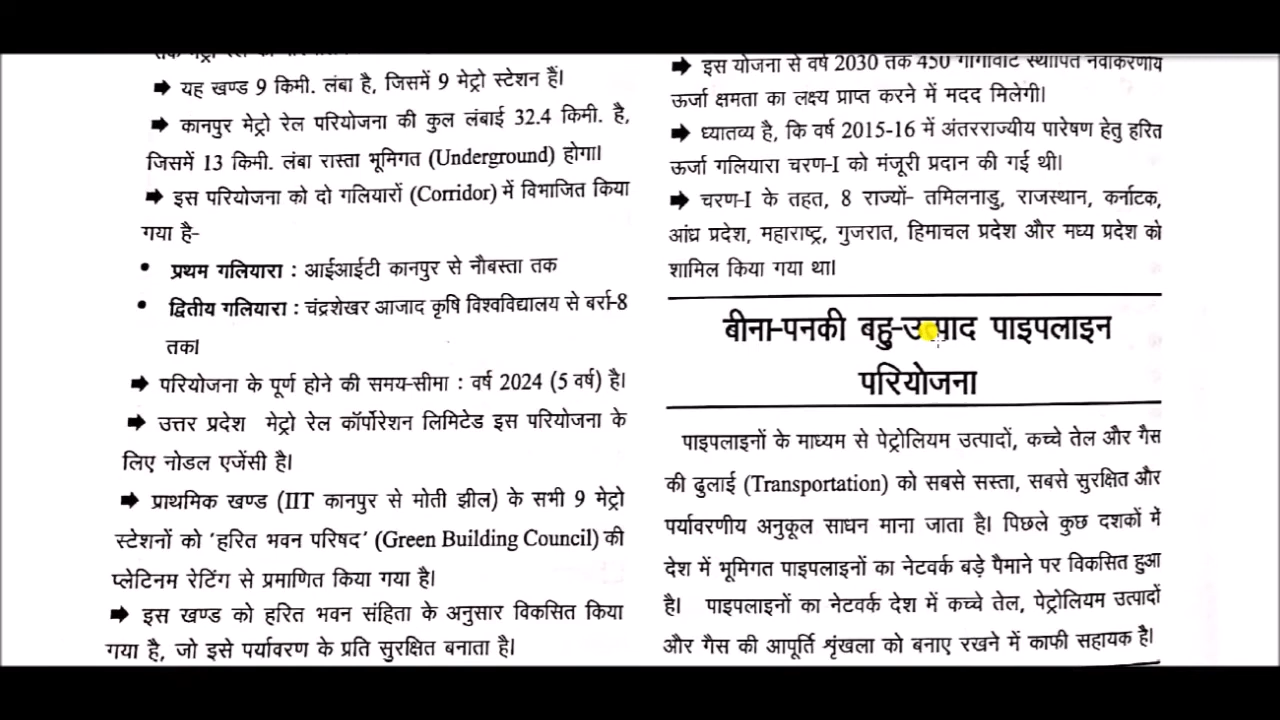 ➡ यह खण्ड 9 किमी. लंबा है, जिसमें 9 मेट्रो स्टेशन हैं।
➡ कानपुर मेट्रो रेल परियोजना की कुल लंबाई 32.4 किमी. है,
जिसमें 13 किमी. लंबा रास्ता भूमिगत (Underground) होगा।
➡ इस परियोजना को दो गलियारों (Corridor) में विभाजित किया
गया है-
• प्रथम गलियारा : आईआईटी कानपुर से नौबस्ता तक
• द्वितीय गलियारा : चंद्रशेखर आजाद कृषि विश्वविद्यालय से बर्रा-8
तक।
➡ परियोजना के पूर्ण होने की समय-सीमा : वर्ष 2024 (5 वर्ष) है।
➡ उत्तर प्रदेश मेट्रो रेल कॉर्पोरेशन लिमिटेड इस परियोजना के
लिए नोडल एजेंसी है।
➡ प्राथमिक खण्ड (IIT कानपुर से मोती झील) के सभी 9 मेट्रो
स्टेशनों को 'हरित भवन परिषद' (Green Building Council) की
प्लेटिनम रेटिंग से प्रमाणित किया गया है।
➡ इस खण्ड को हरित भवन संहिता के अनुसार विकसित किया
गया है, जो इसे पर्यावरण के प्रति सुरक्षित बनाता है।
➡ इस योजना से वर्ष 2030 तक 450 गीगावाट स्थापित नवीकरणीय
ऊर्जा क्षमता का लक्ष्य प्राप्त करने में मदद मिलेगी।
➡ ध्यातव्य है, कि वर्ष 2015-16 में अंतरराज्यीय पारेषण हेतु हरित
ऊर्जा गलियारा चरण-I को मंजूरी प्रदान की गई थी।
➡ चरण-I के तहत, 8 राज्यों- तमिलनाडु, राजस्थान, कर्नाटक,
आंध्र प्रदेश, महाराष्ट्र, गुजरात, हिमाचल प्रदेश और मध्य प्रदेश को
शामिल किया गया था।
बीना-पनकी बहु-उत्पाद पाइपलाइन
परियोजना
पाइपलाइनों के माध्यम से पेट्रोलियम उत्पादों, कच्चे तेल और गैस
की ढुलाई (Transportation) को सबसे सस्ता, सबसे सुरक्षित और
पर्यावरणीय अनुकूल साधन माना जाता है। पिछले कुछ दशकों में
देश में भूमिगत पाइपलाइनों का नेटवर्क बड़े पैमाने पर विकसित हुआ
है। पाइपलाइनों का नेटवर्क देश में कच्चे तेल, पेट्रोलियम उत्पादों
और गैस की आपूर्ति शृंखला को बनाए रखने में काफी सहायक है।